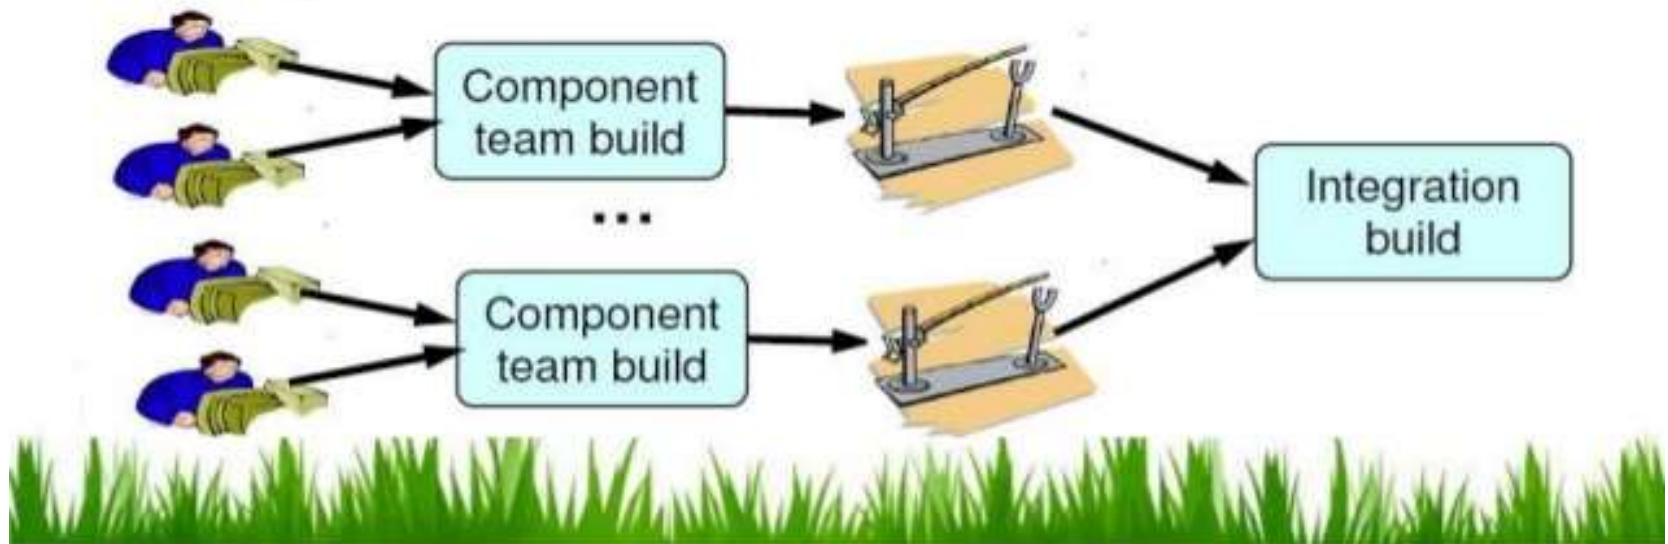 Component
team build
...
Component
team build
Integration
build